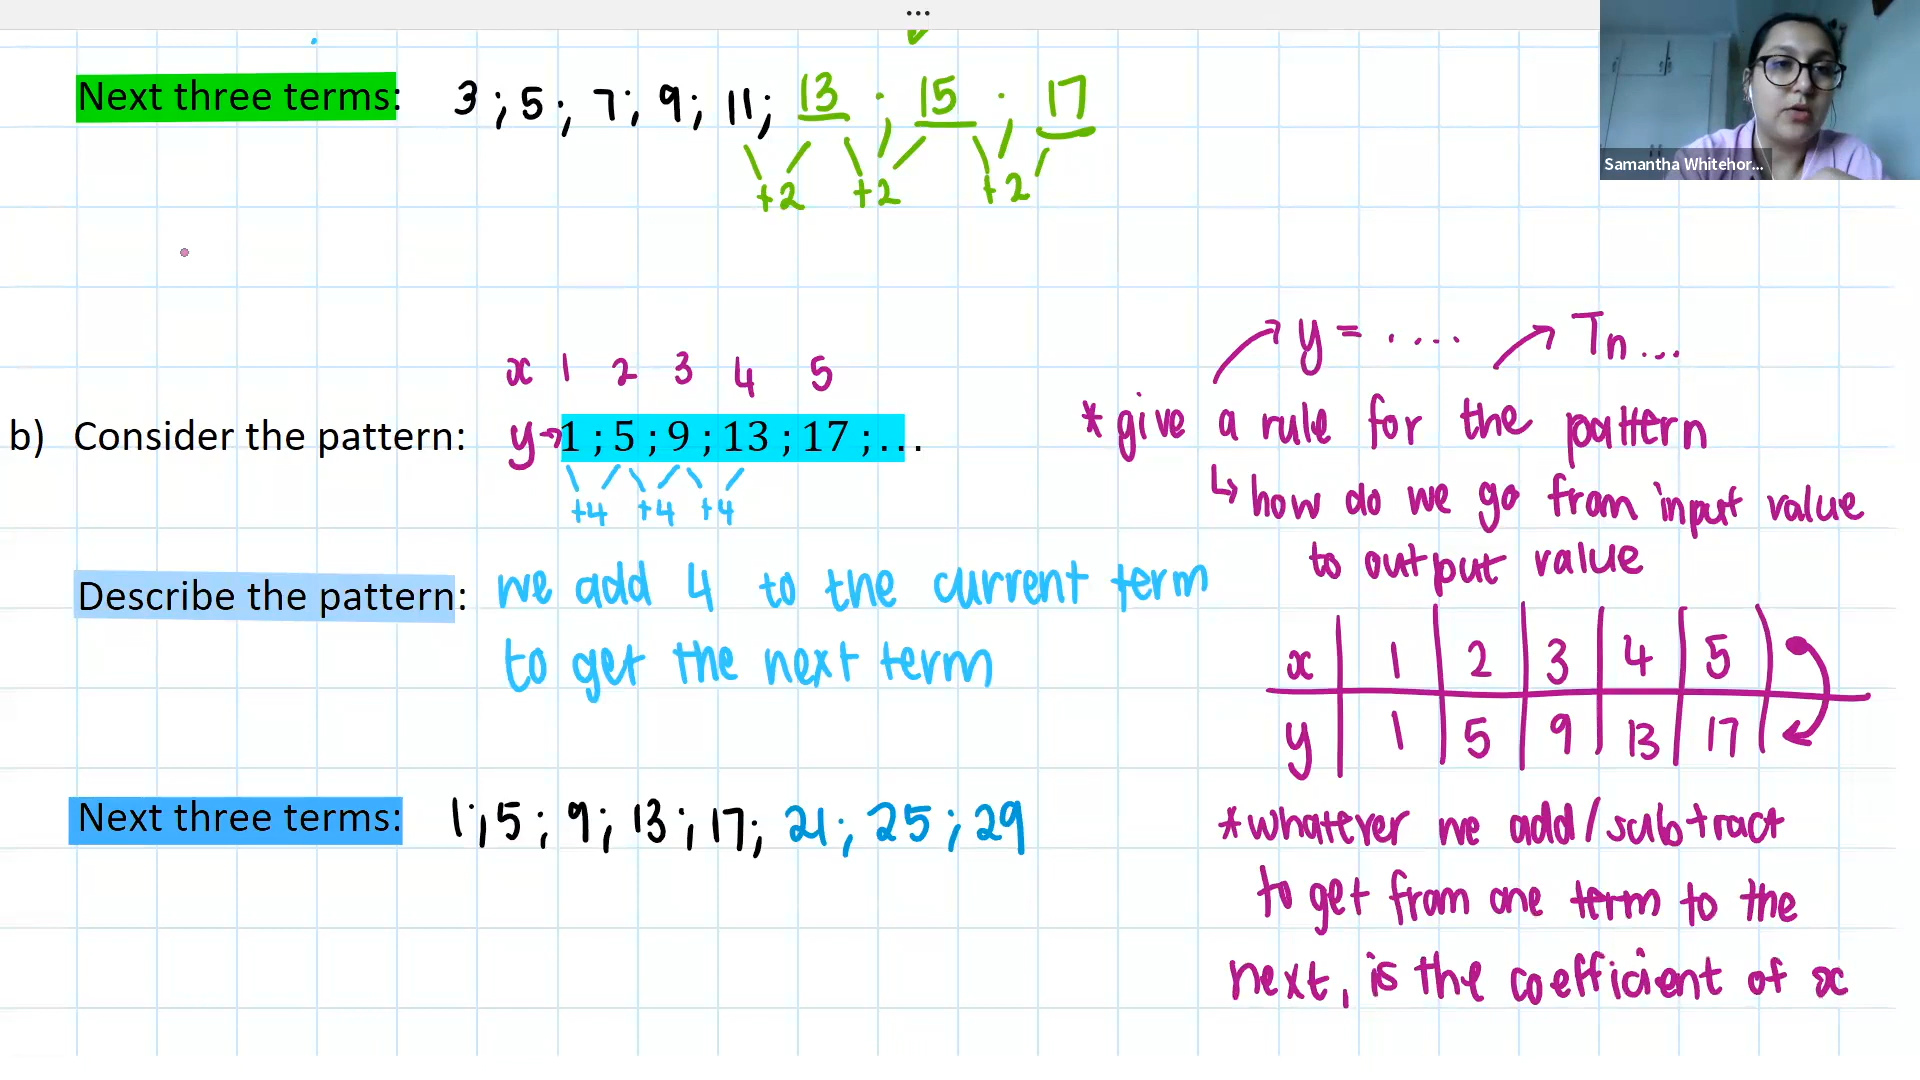 ...
Samantha Whitehor...
Next three terms: 3 ; 5 ; 7 ; 9 ; 11 ; 13 ; 15 ; 17
+2 +2 +2
y = .... Tn ...
x 1 2 3 4 5
* give a rule for the pattern
b) Consider the pattern: y → 1 ; 5 ; 9 ; 13 ; 17 ; ...
+4 +4 +4
↳ how do we go from input value
to output value
Describe the pattern: we add 4 to the current term
to get the next term
x 1 2 3 4 5
y 1 5 9 13 17
Next three terms: 1 ; 5 ; 9 ; 13 ; 17 ; 21 ; 25 ; 29
* whatever we add/subtract
to get from one term to the
next, is the coefficient of x